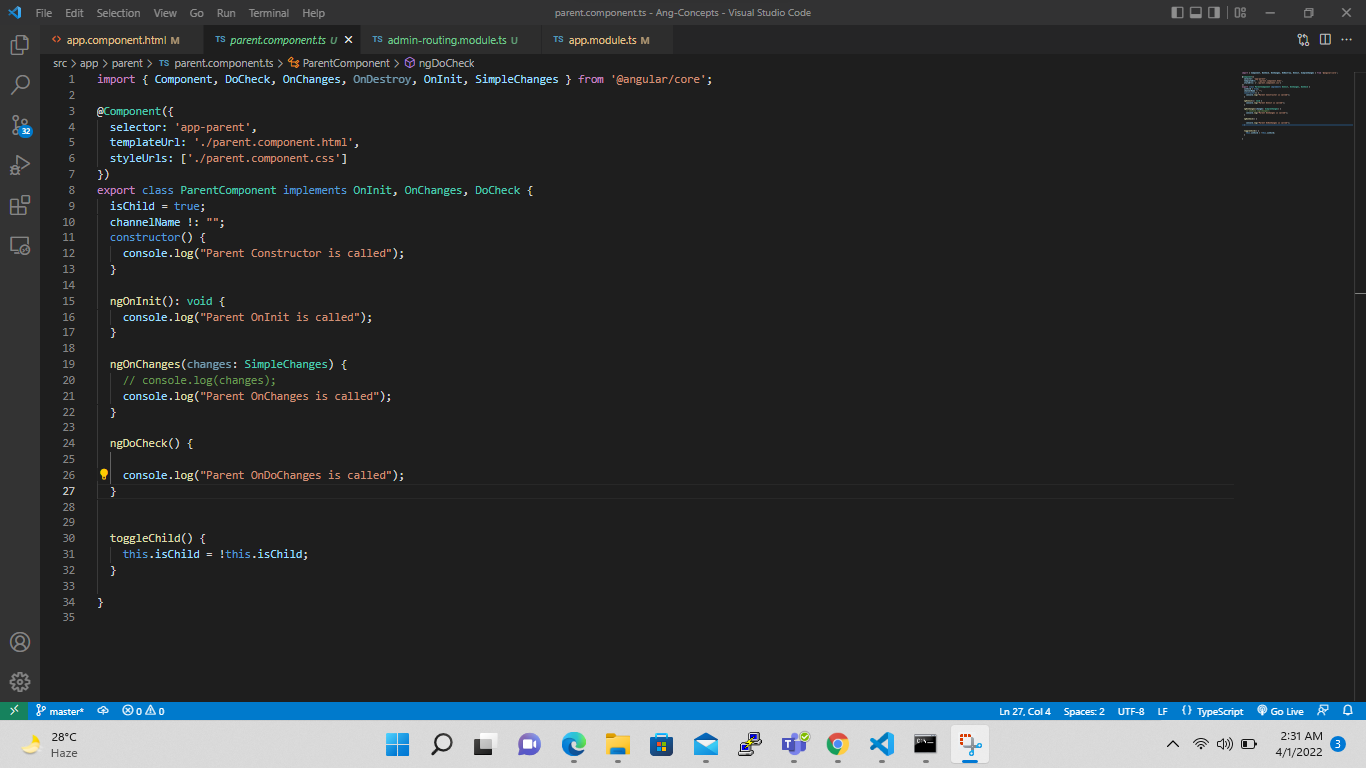 File Edit Selection View Go Run Terminal Help parent.component.ts - Ang-Concepts - Visual Studio Code
<> app.component.html M TS parent.component.ts U TS admin-routing.module.ts U TS app.module.ts M
src > app > parent > TS parent.component.ts > ParentComponent > ngDoCheck
1 import { Component, DoCheck, OnChanges, OnDestroy, OnInit, SimpleChanges } from '@angular/core';
2
3 @Component({
4 selector: 'app-parent',
5 templateUrl: './parent.component.html',
6 styleUrls: ['./parent.component.css']
7 })
8 export class ParentComponent implements OnInit, OnChanges, DoCheck {
9 isChild = true;
10 channelName !: "";
11 constructor() {
12 console.log("Parent Constructor is called");
13 }
14
15 ngOnInit(): void {
16 console.log("Parent OnInit is called");
17 }
18
19 ngOnChanges(changes: SimpleChanges) {
20 // console.log(changes);
21 console.log("Parent OnChanges is called");
22 }
23
24 ngDoCheck() {
25
26 console.log("Parent OnDoChanges is called");
27 }
28
29
30 toggleChild() {
31 this.isChild = !this.isChild;
32 }
33
34 }
35
32
master* 0 0 Ln 27, Col 4 Spaces: 2 UTF-8 LF {} TypeScript Go Live
28°C
Haze
2:31 AM
4/1/2022 3